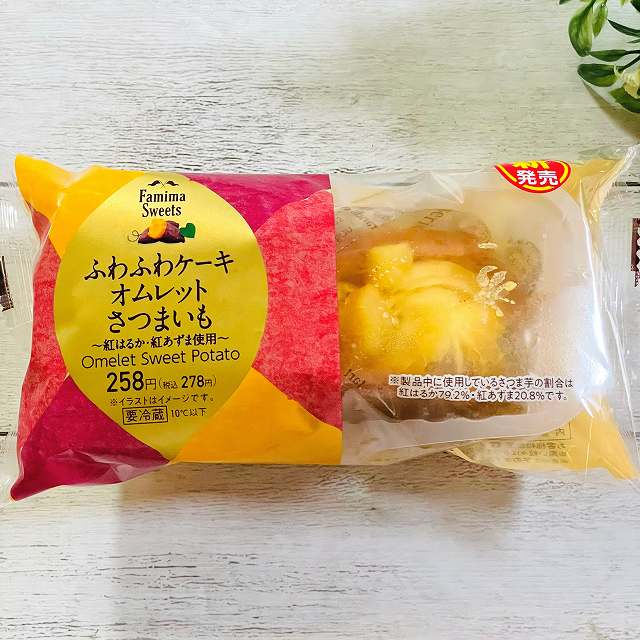 Famima
Sweets
ふわふわケーキ
オムレット
さつまいも
～紅はるか・紅あずま使用～
Omelet Sweet Potato
258円(税込278円)
※イラストはイメージです。
要冷蔵 10℃以下
新
発売
※製品中に使用しているさつま芋の割合は
紅はるか79.2%・紅あずま20.8%です。